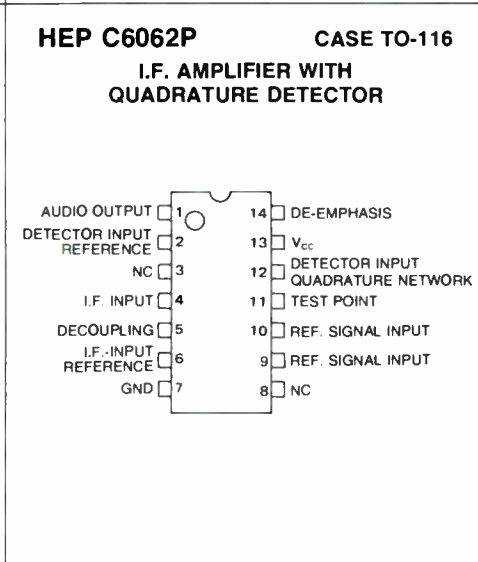 HEP C6062P CASE TO-116
I.F. AMPLIFIER WITH
QUADRATURE DETECTOR
AUDIO OUTPUT 1 14 DE-EMPHASIS
DETECTOR INPUT
REFERENCE 2 13 Vcc
NC 3 12 DETECTOR INPUT
QUADRATURE NETWORK
I.F. INPUT 4 11 TEST POINT
DECOUPLING 5 10 REF. SIGNAL INPUT
I.F.-INPUT
REFERENCE 6 9 REF. SIGNAL INPUT
GND 7 8 NC